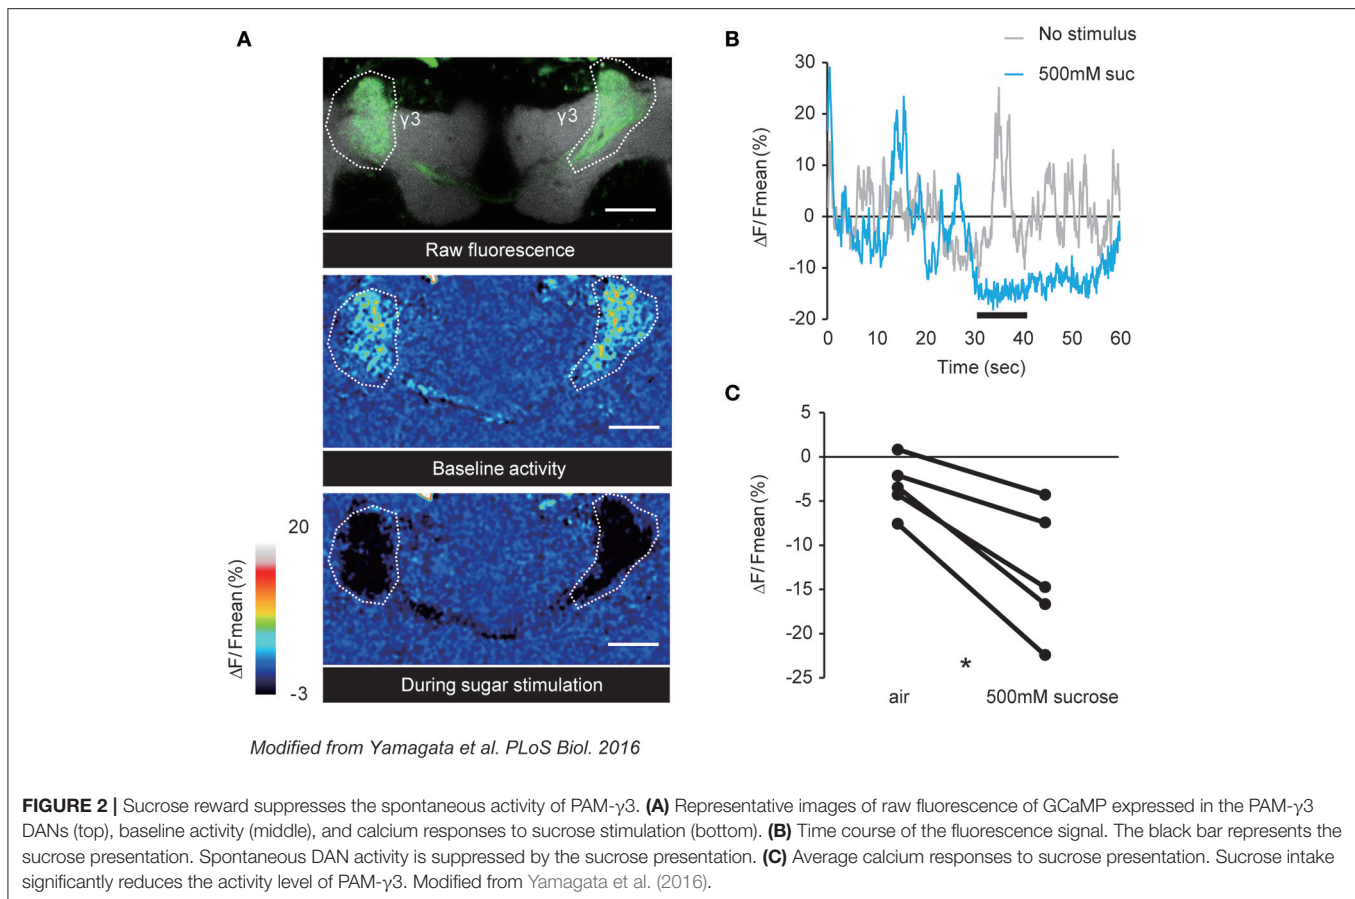 A
γ3
γ3
Raw fluorescence
Baseline activity
20
ΔF/Fmean (%)
-3
During sugar stimulation
Modified from Yamagata et al. PLoS Biol. 2016
B
No stimulus
500mM suc
30
20
10
0
-10
-20
ΔF/Fmean (%)
0 10 20 30 40 50 60
Time (sec)
C
5
0
-5
-10
-15
-20
-25
ΔF/Fmean (%)
*
air 500mM sucrose
FIGURE 2 | Sucrose reward suppresses the spontaneous activity of PAM-γ3. (A) Representative images of raw fluorescence of GCaMP expressed in the PAM-γ3
DANs (top), baseline activity (middle), and calcium responses to sucrose stimulation (bottom). (B) Time course of the fluorescence signal. The black bar represents the
sucrose presentation. Spontaneous DAN activity is suppressed by the sucrose presentation. (C) Average calcium responses to sucrose presentation. Sucrose intake
significantly reduces the activity level of PAM-γ3. Modified from Yamagata et al. (2016).